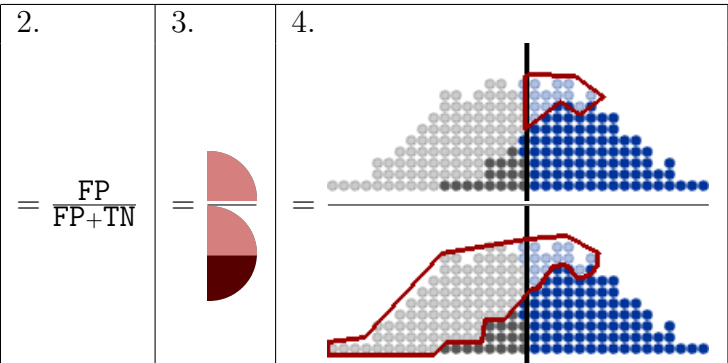 2.
= FP
FP+TN
3.
=
4.
=